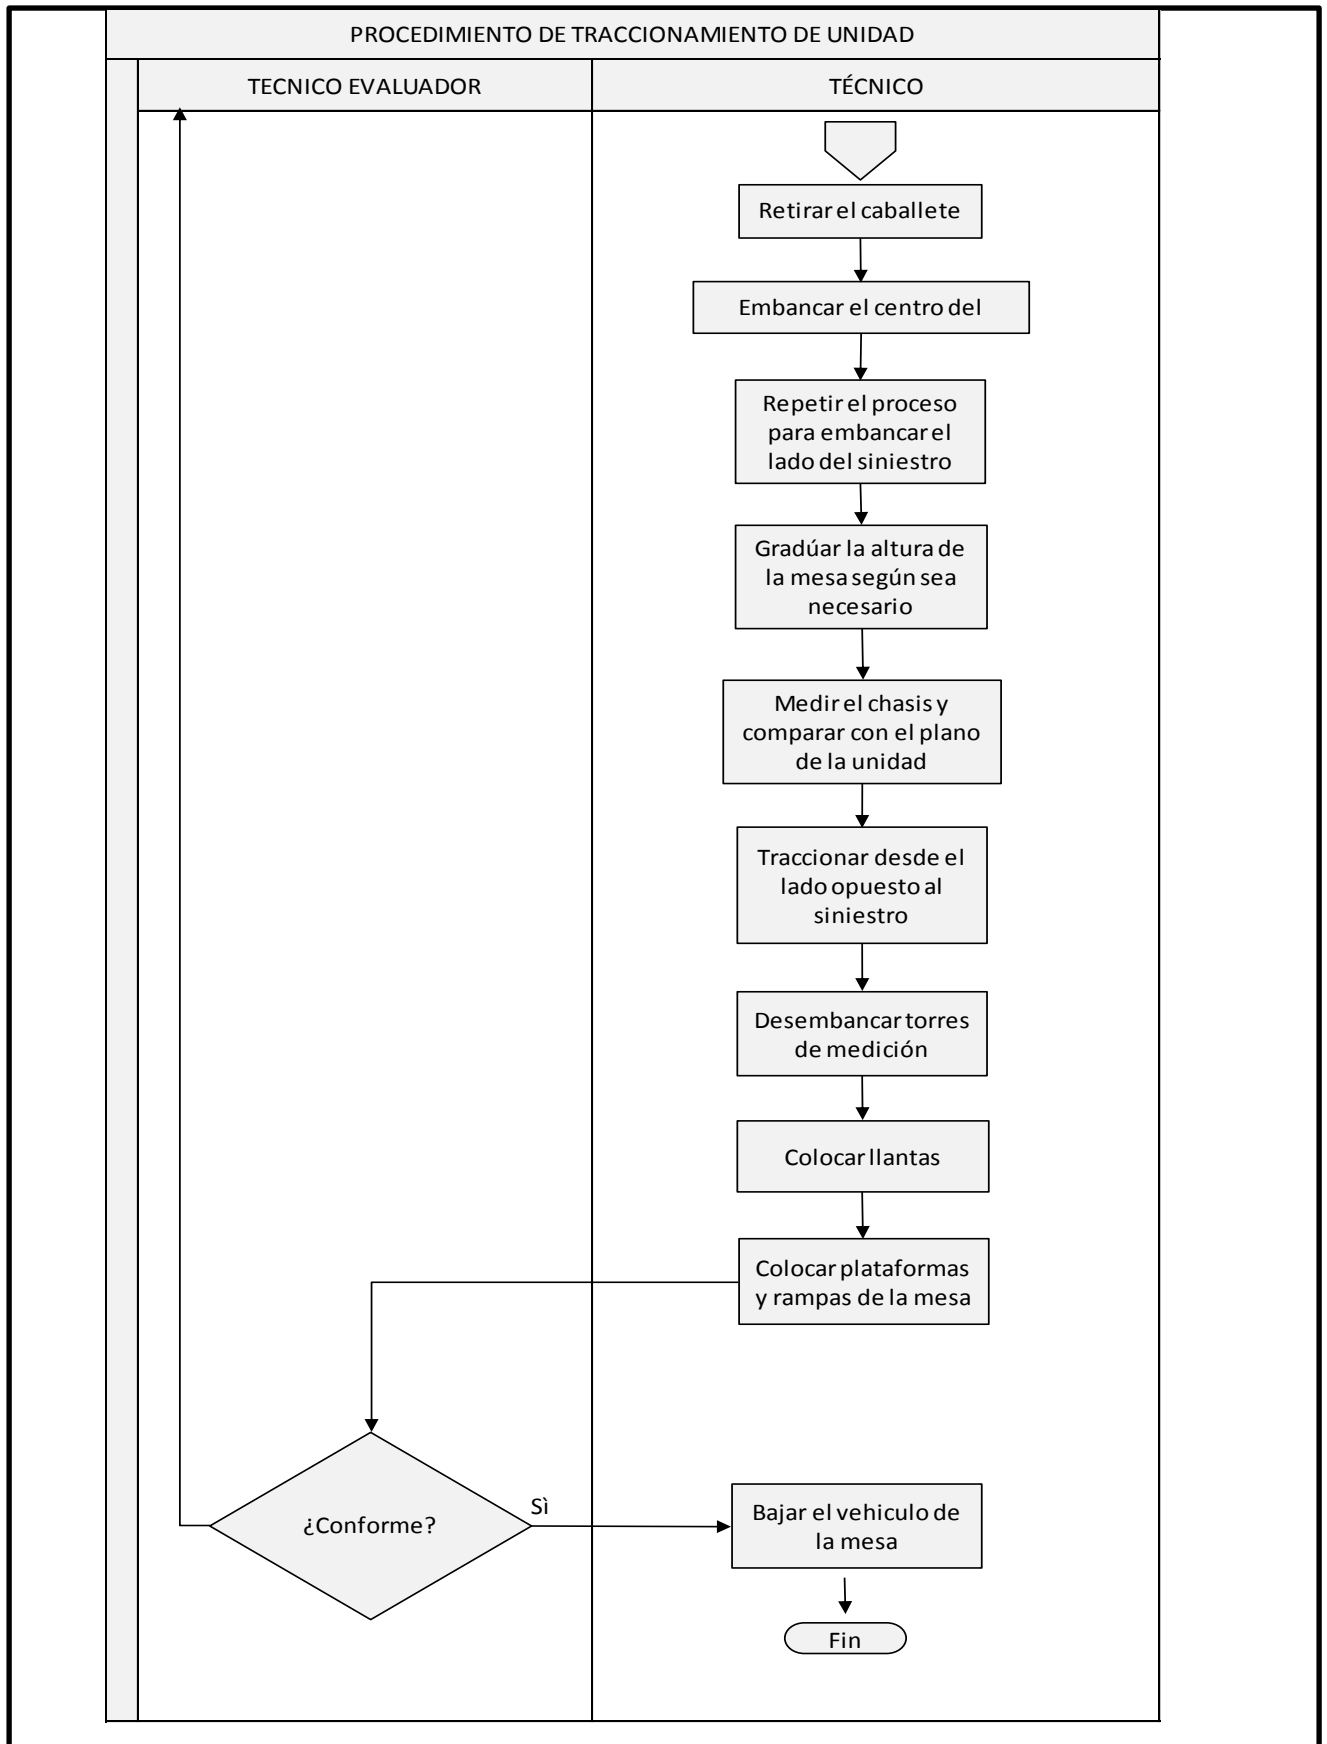 PROCEDIMIENTO DE TRACCIONAMIENTO DE UNIDAD
TECNICO EVALUADOR
TÉCNICO
Retirar el caballete
Embancar el centro del
Repetir el proceso
para embancar el
lado del siniestro
Gradúar la altura de
la mesa según sea
necesario
Medir el chasis y
comparar con el plano
de la unidad
Traccionar desde el
lado opuesto al
siniestro
Desembancar torres
de medición
Colocar llantas
Colocar plataformas
y rampas de la mesa
¿Conforme?
Sì
Bajar el vehiculo de
la mesa
Fin